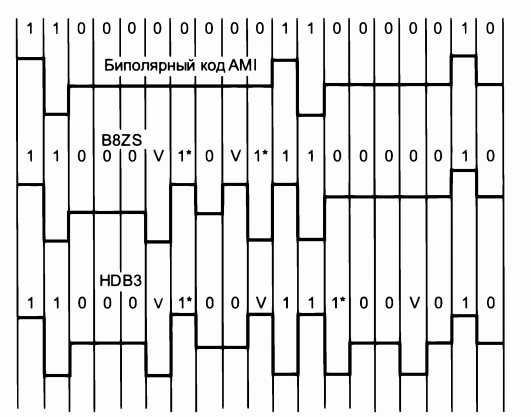 1 1 0 0 0 0 0 0 0 0 1 1 0 0 0 0 0 1 0
Биполярный код AMI
B8ZS
1 1 0 0 0 V 1* 0 V 1* 1 1 0 0 0 0 0 1 0
HDB3
1 1 0 0 0 V 1* 0 0 V 1 1 1* 0 0 V 0 1 0